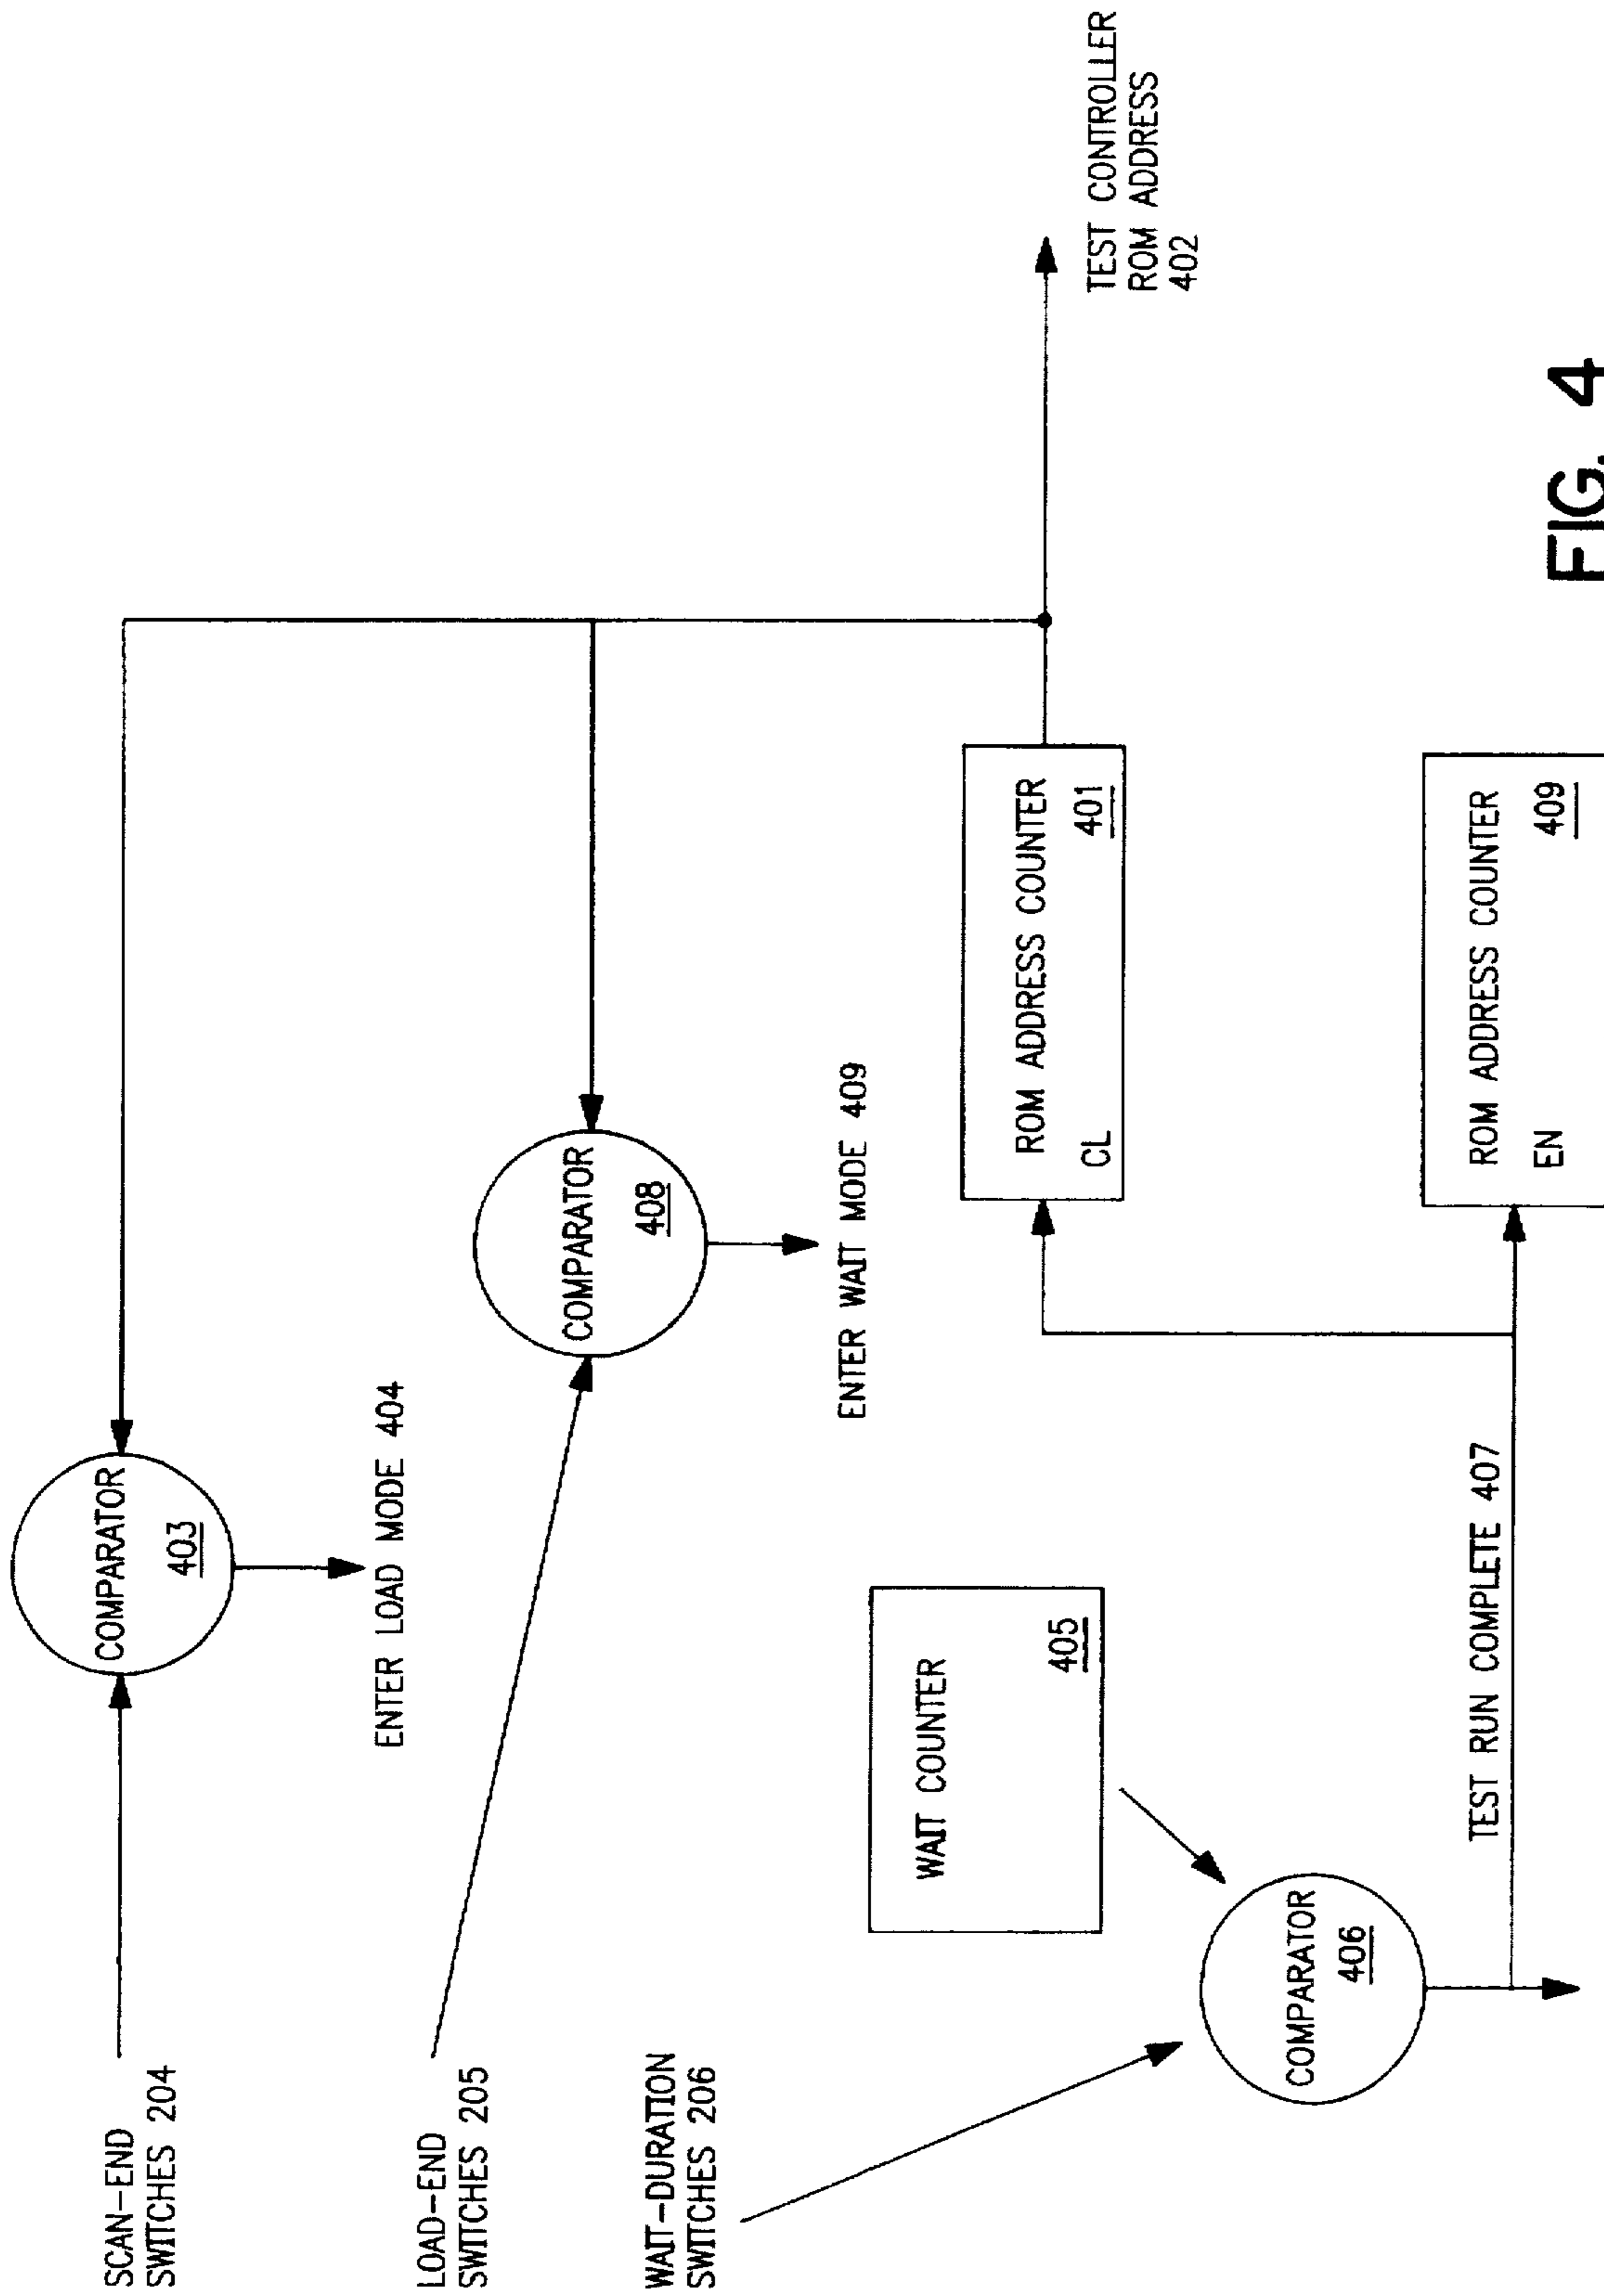 SCAN-END
SWITCHES 204
COMPARATOR
403
ENTER LOAD MODE 404
LOAD-END
SWITCHES 205
COMPARATOR
408
ENTER WAIT MODE 409
WAIT-DURATION
SWITCHES 206
WAIT COUNTER
405
COMPARATOR
406
TEST RUN COMPLETE 407
ROM ADDRESS COUNTER
CL 401
TEST CONTROLLER
ROM ADDRESS
402
ROM ADDRESS COUNTER
EN 409
FIG. 4